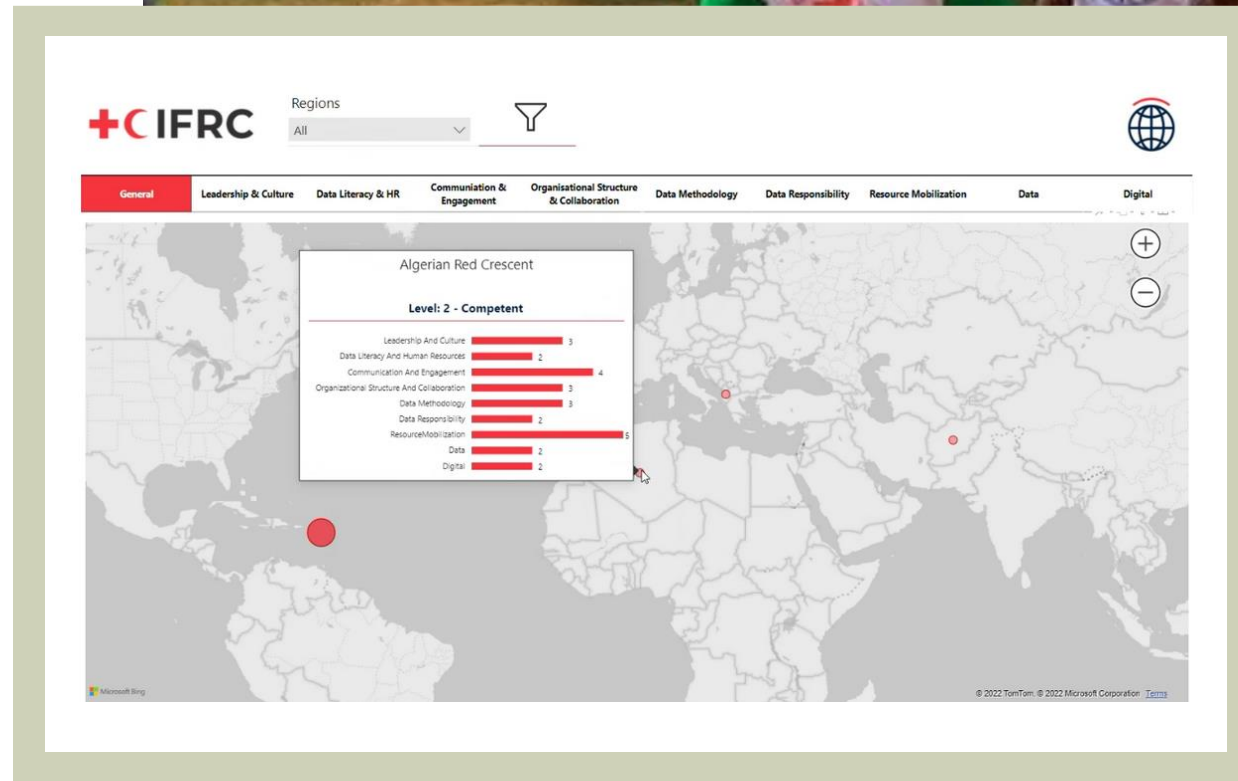 IFRC
Regions
All
General
Leadership & Culture
Data Literacy & HR
Communiation &
Engagement
Organisational Structure
& Collaboration
Data Methodology
Data Responsibility
Resource Mobilization
Data
Digital
Algerian Red Crescent
Level: 2 - Competent
Leadership And Culture 3
Data Literacy And Human Resources 2
Communication And Engagement 4
Organizational Structure And Collaboration 3
Data Methodology 3
Data Responsibility 2
ResourceMobilization 5
Data 2
Digital 2
Microsoft Bing
© 2022 TomTom, © 2022 Microsoft Corporation Terms